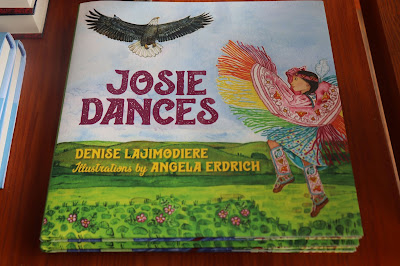 JOSIE
DANCES
DENISE LAJIMODIERE
Illustrations by ANGELA ERDRICH